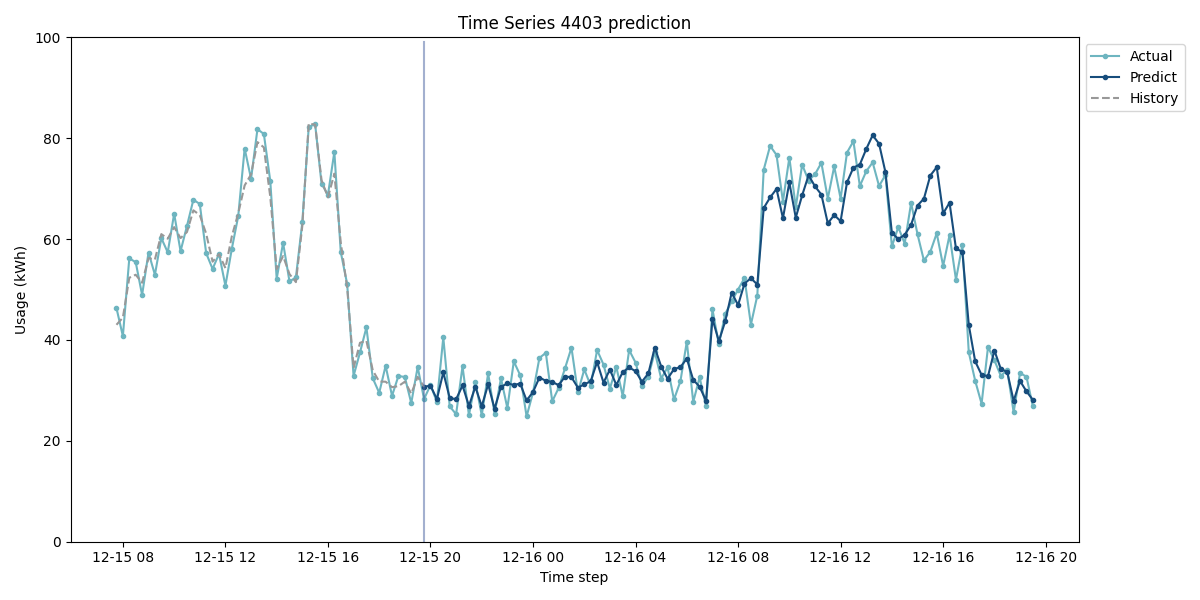 Time Series 4403 prediction
100
80
60
40
20
0
Usage (kWh)
12-15 08
12-15 12
12-15 16
12-15 20
12-16 00
12-16 04
12-16 08
12-16 12
12-16 16
12-16 20
Time step
Actual
Predict
History